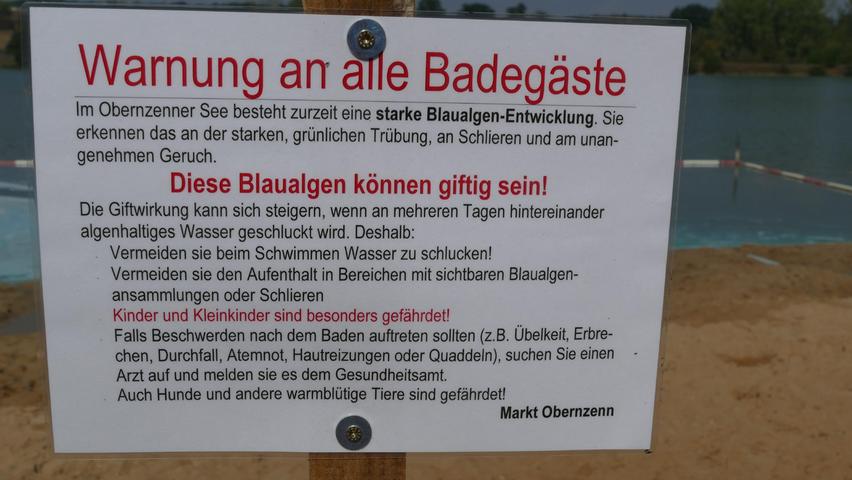 Warnung an alle Badegäste
Im Obernzenner See besteht zurzeit eine starke Blaualgen-Entwicklung. Sie
erkennen das an der starken, grünlichen Trübung, an Schlieren und am unan-
genehmen Geruch.
Diese Blaualgen können giftig sein!
Die Giftwirkung kann sich steigern, wenn an mehreren Tagen hintereinander
algenhaltiges Wasser geschluckt wird. Deshalb:
Vermeiden sie beim Schwimmen Wasser zu schlucken!
Vermeiden sie den Aufenthalt in Bereichen mit sichtbaren Blaualgen-
ansammlungen oder Schlieren
Kinder und Kleinkinder sind besonders gefährdet!
Falls Beschwerden nach dem Baden auftreten sollten (z.B. Übelkeit, Erbre-
chen, Durchfall, Atemnot, Hautreizungen oder Quaddeln), suchen Sie einen
Arzt auf und melden sie es dem Gesundheitsamt.
Auch Hunde und andere warmblütige Tiere sind gefährdet!
Markt Obernzenn